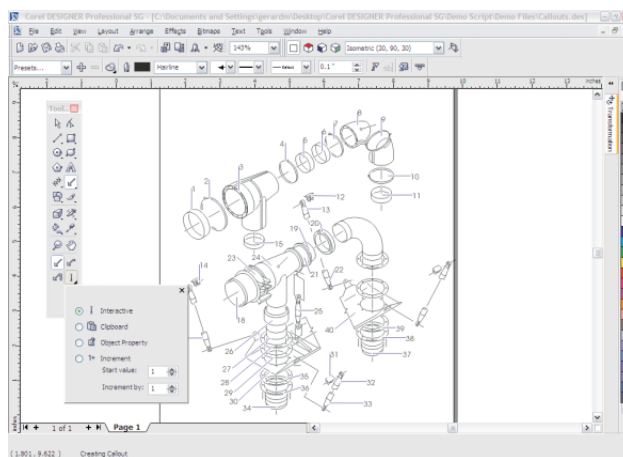 Corel DESIGNER Professional SG - [C:\Documents and Settings\gerardm\Desktop\Corel DESIGNER Professional SG\Demo Script\Demo Files\Callouts.des]
File Edit View Layout Arrange Effects Bitmaps Text Tools Window Help
143% Isometric (30, 90, 30)
Presets... Hairline 0.1"
inches
Tool...
Transformation
1
2
3
4
5
6
7
8
9
10
11
12
13
14
15
18
19
20
21
22
23
24
25
26
27
28
29
30
31
32
33
34
35
36
37
38
39
40
Interactive
Clipboard
Object Property
Increment
Start value: 1
Increment by: 1
1 of 1 Page 1
(1.801, 9.622 ) Creating Callout